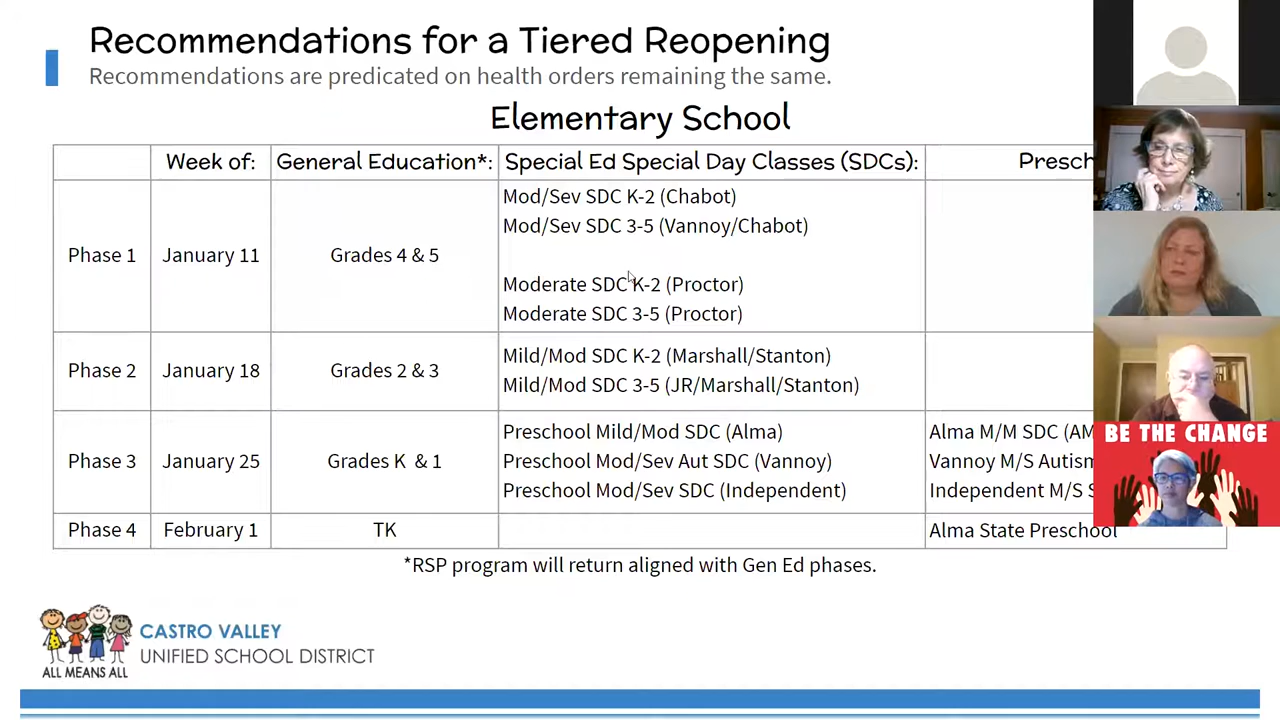 Recommendations for a Tiered Reopening
Recommendations are predicated on health orders remaining the same.
Elementary School
Week of: General Education*: Special Ed Special Day Classes (SDCs):
Phase 1 January 11 Grades 4 & 5
Mod/Sev SDC K-2 (Chabot)
Mod/Sev SDC 3-5 (Vannoy/Chabot)
Moderate SDC K-2 (Proctor)
Moderate SDC 3-5 (Proctor)
Phase 2 January 18 Grades 2 & 3
Mild/Mod SDC K-2 (Marshall/Stanton)
Mild/Mod SDC 3-5 (JR/Marshall/Stanton)
Phase 3 January 25 Grades K & 1
Preschool Mild/Mod SDC (Alma)
Preschool Mod/Sev Aut SDC (Vannoy)
Preschool Mod/Sev SDC (Independent)
Alma M/M SDC
Vannoy M/S Autism
Independent M/S
Phase 4 February 1 TK Alma State Preschool
*RSP program will return aligned with Gen Ed phases.
CASTRO VALLEY
UNIFIED SCHOOL DISTRICT
ALL MEANS ALL
BE THE CHANGE